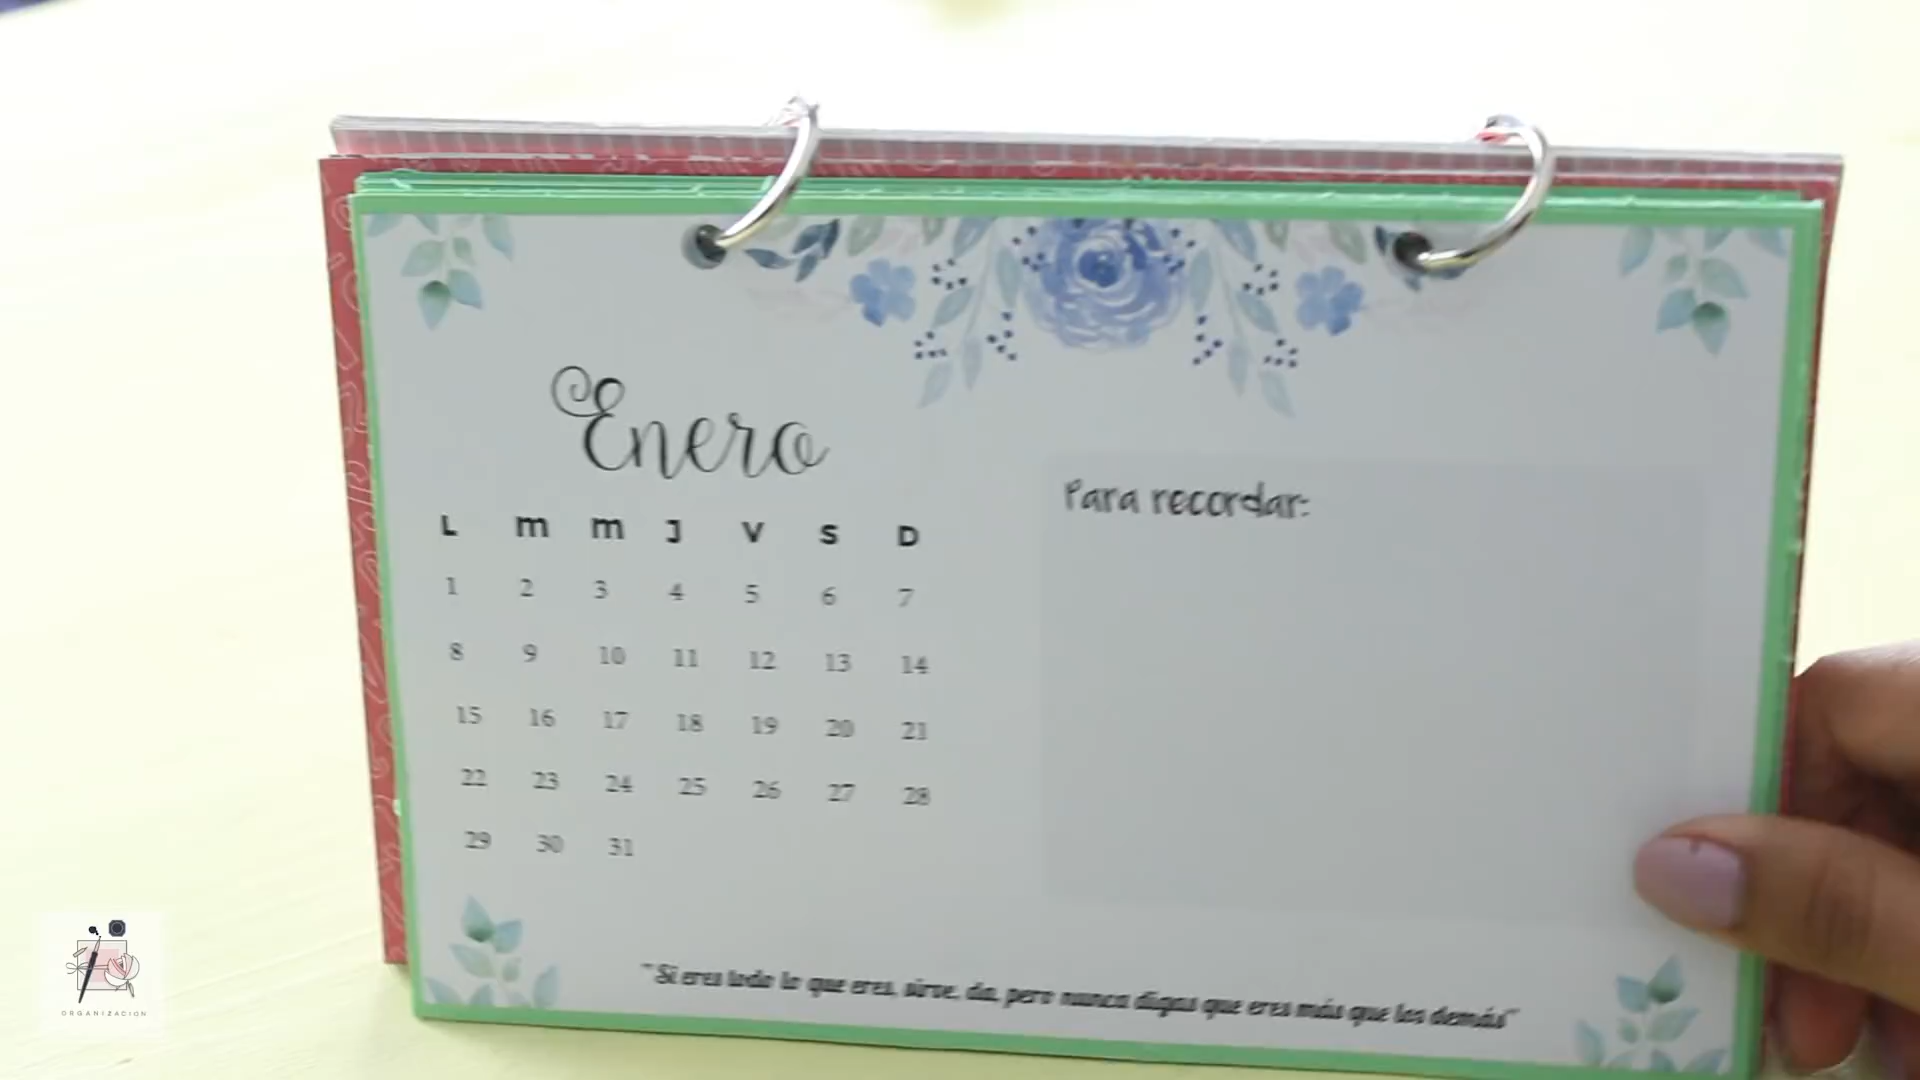 Enero
Para recordar:
L m m J V S D
1 2 3 4 5 6 7
8 9 10 11 12 13 14
15 16 17 18 19 20 21
22 23 24 25 26 27 28
29 30 31
"Si eres todo lo que eres, sirve, da, pero nunca digas que eres más que los demás"
ORGANIZACION